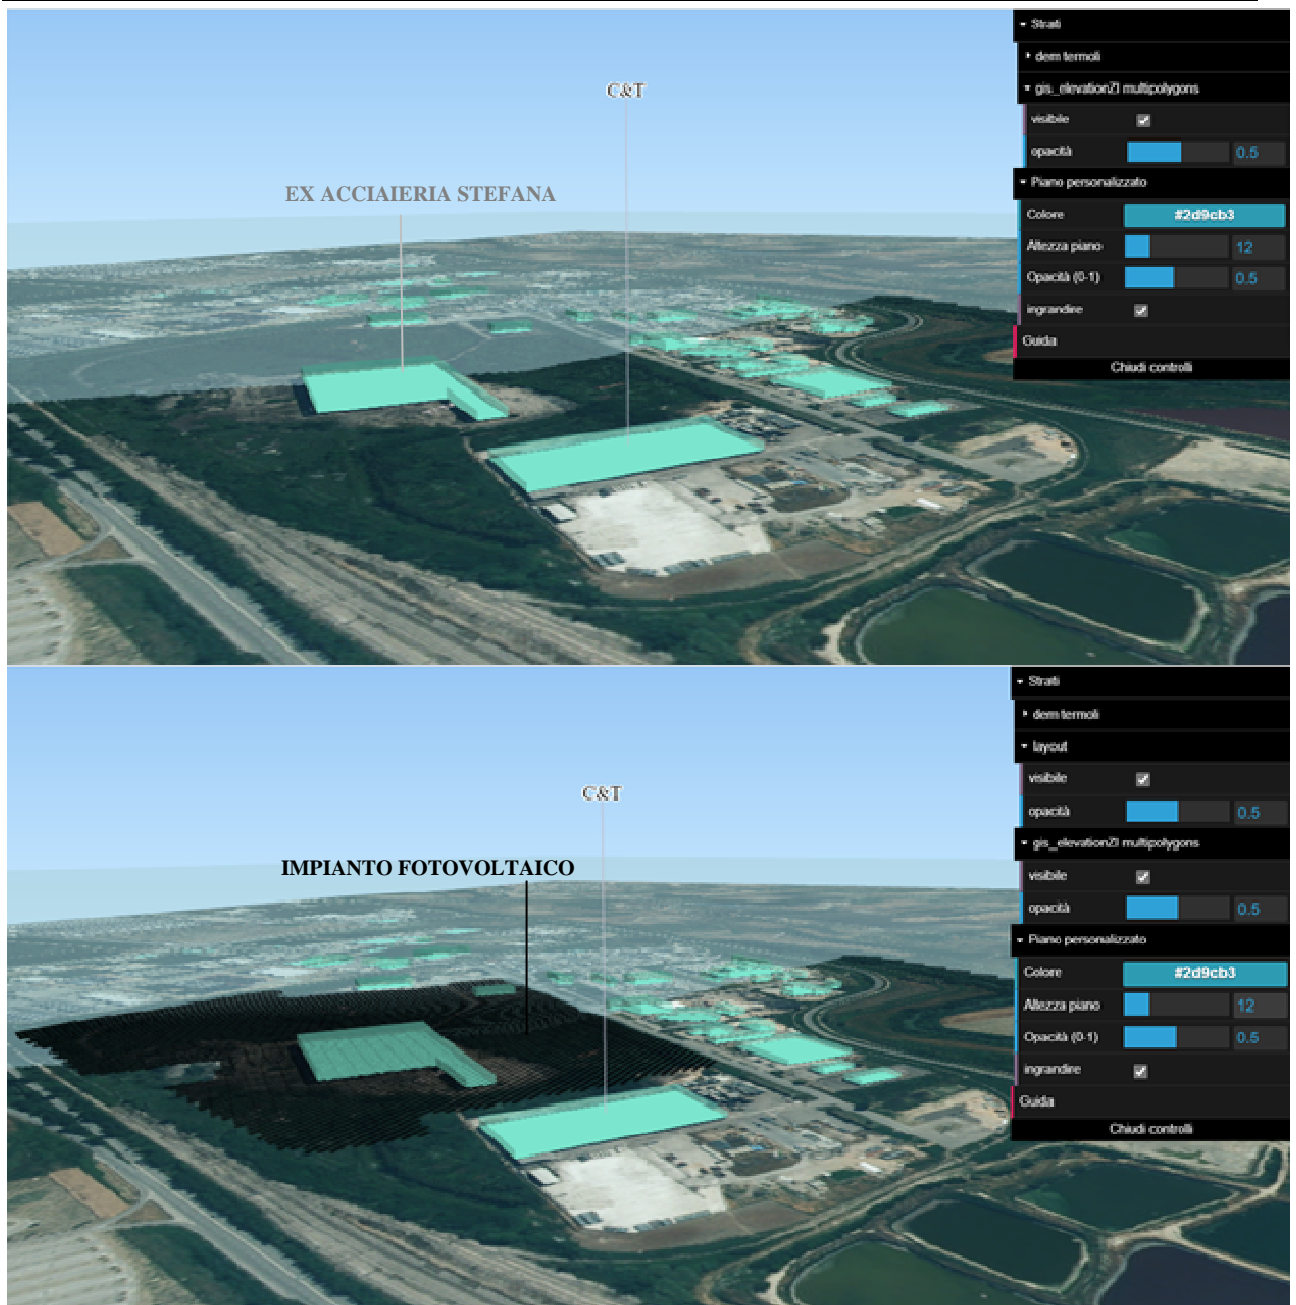 Strati
dem termoli
gis_elevationZI multipolygons
visibile
opacità 0.5
Piano personalizzato
Colore #2d9cb3
Altezza piano 12
Opacità (0-1) 0.5
ingrandire
Guida
Chiudi controlli
C&T
EX ACCIAIERIA STEFANA
Strati
dem termoli
layout
visibile
opacità 0.5
gis_elevationZI multipolygons
visibile
opacità 0.5
Piano personalizzato
Colore #2d9cb3
Altezza piano 12
Opacità (0-1) 0.5
ingrandire
Guida
Chiudi controlli
C&T
IMPIANTO FOTOVOLTAICO